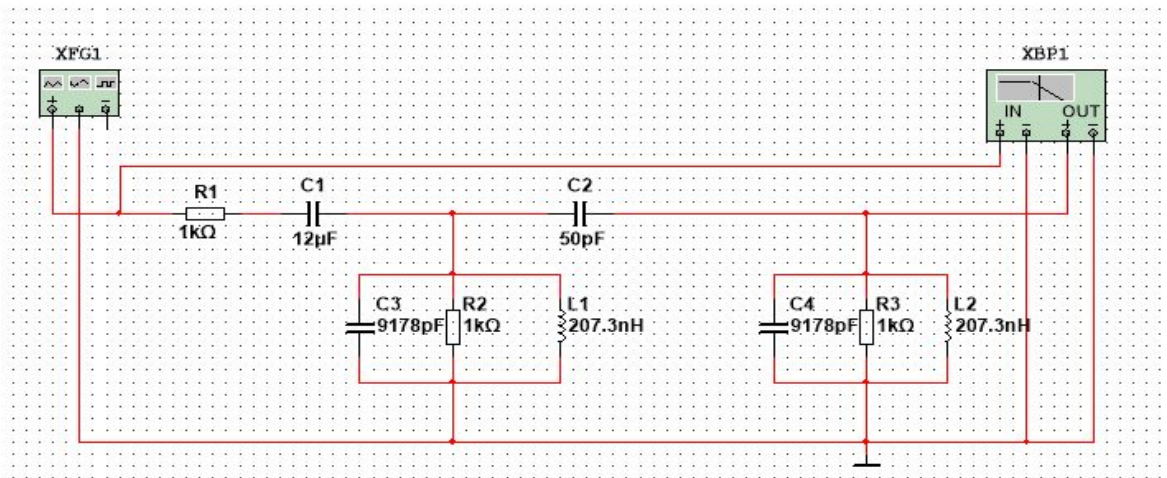 XFG1
XBP1
IN
OUT
R1
1kΩ
C1
12µF
C2
50pF
C3
9178pF
R2
1kΩ
L1
207.3nH
C4
9178pF
R3
1kΩ
L2
207.3nH